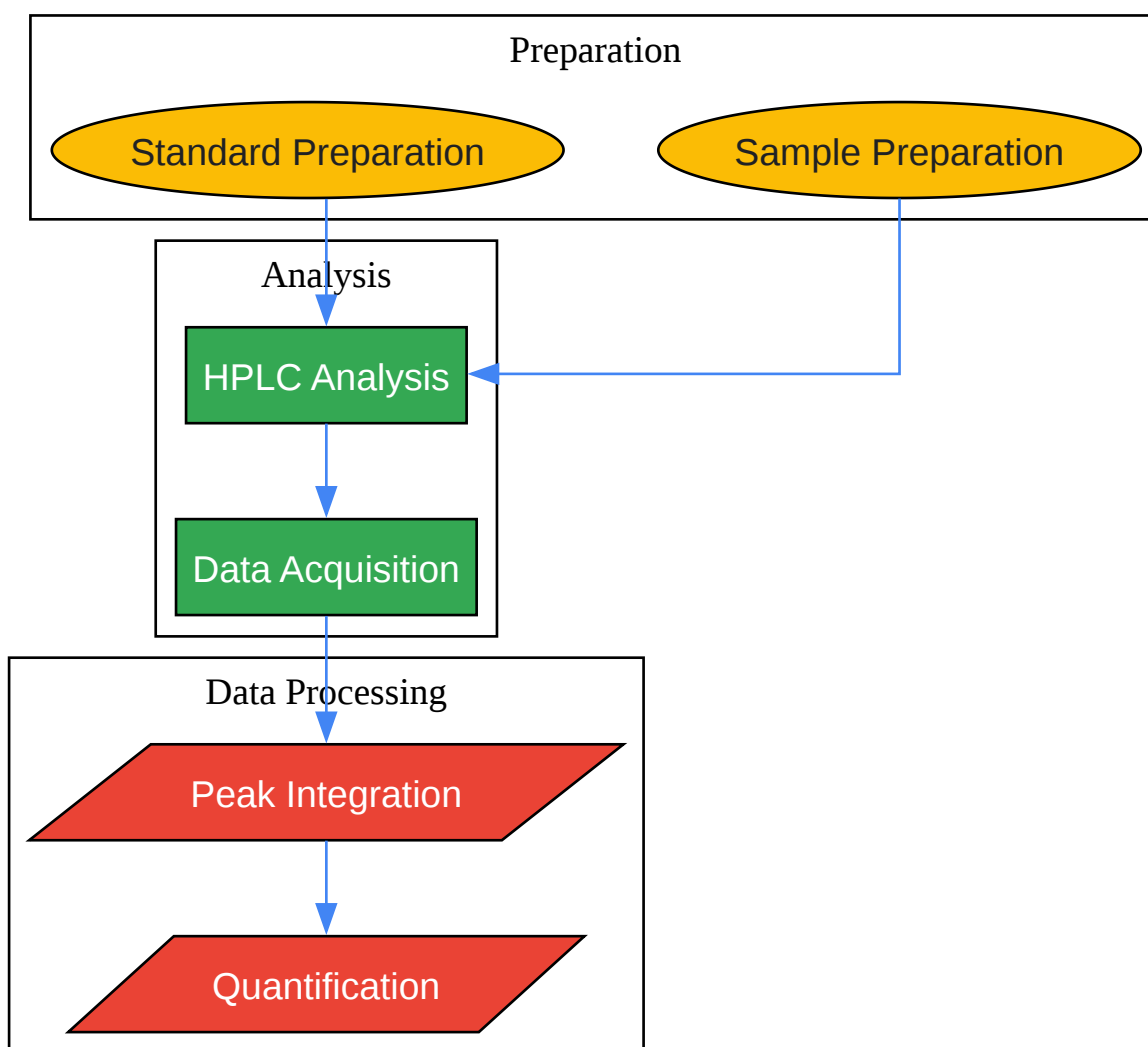 Preparation
Standard Preparation
Sample Preparation
Analysis
HPLC Analysis
Data Acquisition
Data Processing
Peak Integration
Quantification